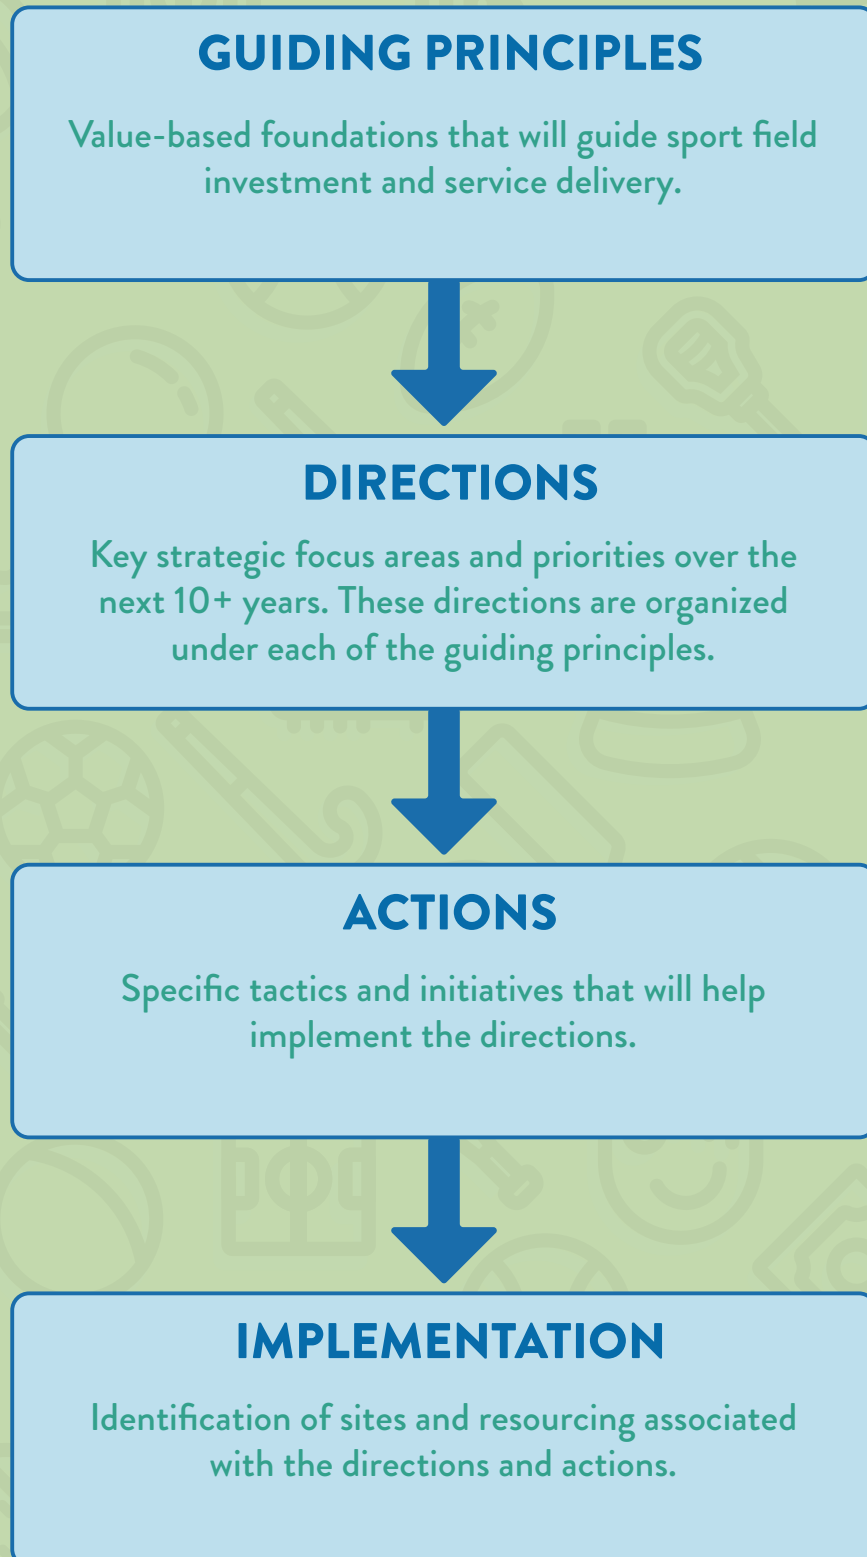 GUIDING PRINCIPLES
Value-based foundations that will guide sport field
investment and service delivery.
DIRECTIONS
Key strategic focus areas and priorities over the
next 10+ years. These directions are organized
under each of the guiding principles.
ACTIONS
Specific tactics and initiatives that will help
implement the directions.
IMPLEMENTATION
Identification of sites and resourcing associated
with the directions and actions.